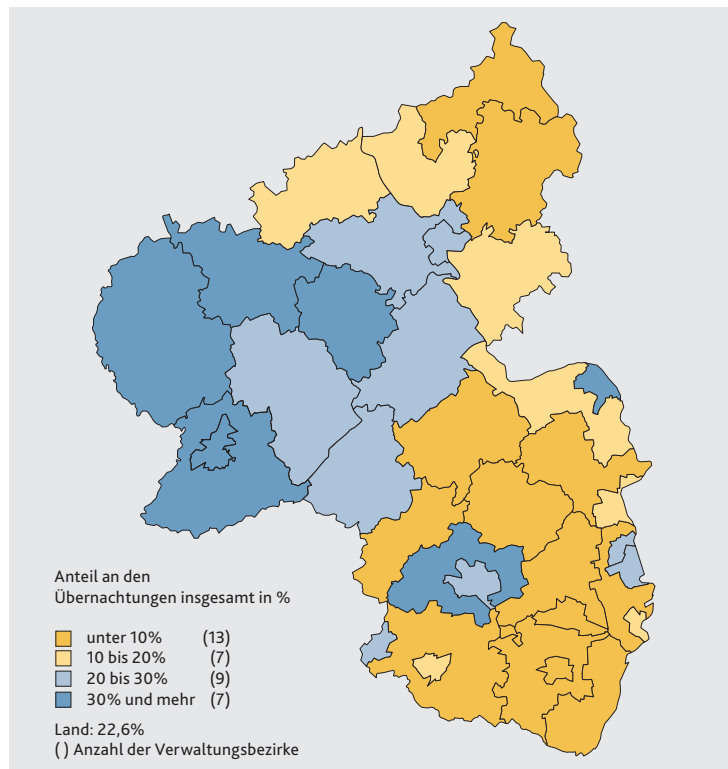 Anteil an den
Übernachtungen insgesamt in %
unter 10% (13)
10 bis 20% (7)
20 bis 30% (9)
30% und mehr (7)
Land: 22,6%
( ) Anzahl der Verwaltungsbezirke